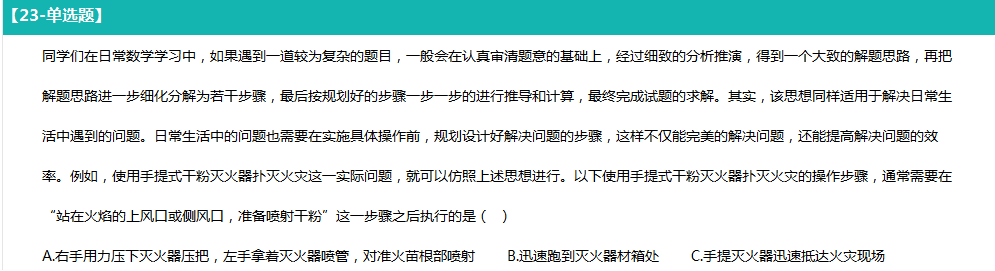 【23-单选题】
同学们在日常数学学习中，如果遇到一道较为复杂的题目，一般会在认真审清题意的基础上，经过细致的分析推演，得到一个大致的解题思路，再把
解题思路进一步细化分解为若干步骤，最后按规划好的步骤一步一步的进行推导和计算，最终完成试题的求解。其实，该思想同样适用于解决日常生
活中遇到的问题。日常生活中的问题也需要在实施具体操作前，规划设计好解决问题的步骤，这样不仅能完美的解决问题，还能提高解决问题的效
率。例如，使用手提式干粉灭火器扑灭火灾这一实际问题，就可以仿照上述思想进行。以下使用手提式干粉灭火器扑灭火灾的操作步骤，通常需要在
“站在火焰的上风口或侧风口，准备喷射干粉”这一步骤之后执行的是（　）
A.右手用力压下灭火器压把，左手拿着灭火器喷管，对准火苗根部喷射　　B.迅速跑到灭火器材箱处　　C.手提灭火器迅速抵达火灾现场